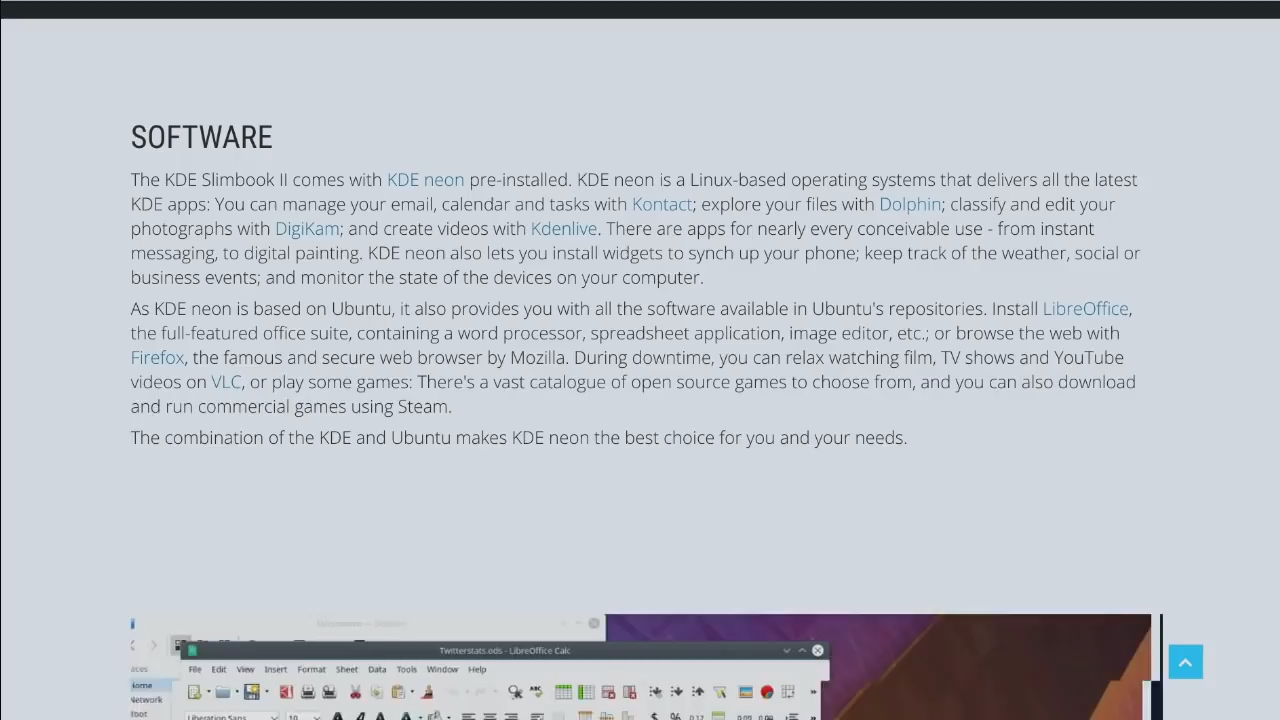 SOFTWARE
The KDE Slimbook II comes with KDE neon pre-installed. KDE neon is a Linux-based operating systems that delivers all the latest
KDE apps: You can manage your email, calendar and tasks with Kontact; explore your files with Dolphin; classify and edit your
photographs with DigiKam; and create videos with Kdenlive. There are apps for nearly every conceivable use - from instant
messaging, to digital painting. KDE neon also lets you install widgets to synch up your phone; keep track of the weather, social or
business events; and monitor the state of the devices on your computer.
As KDE neon is based on Ubuntu, it also provides you with all the software available in Ubuntu's repositories. Install LibreOffice,
the full-featured office suite, containing a word processor, spreadsheet application, image editor, etc.; or browse the web with
Firefox, the famous and secure web browser by Mozilla. During downtime, you can relax watching film, TV shows and YouTube
videos on VLC, or play some games: There's a vast catalogue of open source games to choose from, and you can also download
and run commercial games using Steam.
The combination of the KDE and Ubuntu makes KDE neon the best choice for you and your needs.
Twitterstats.ods - LibreOffice Calc
File Edit View Insert Format Sheet Data Tools Window Help
Liberation Sans 10